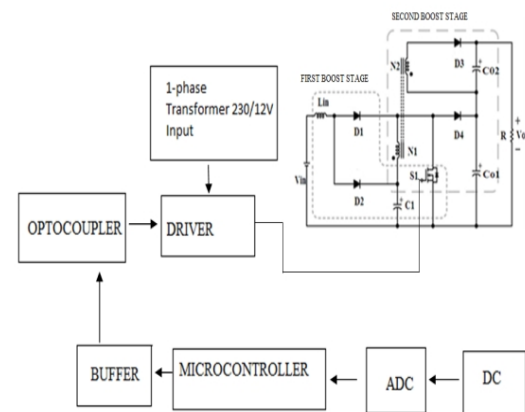 SECOND BOOST STAGE
1-phase
Transformer 230/12V
Input
FIRST BOOST STAGE
N2
D3
C02
Lin
D1
N1
D4
R
+
Vo
−
Vin
S1
D2
C1
Co1
OPTOCOUPLER
DRIVER
BUFFER
MICROCONTROLLER
ADC
DC